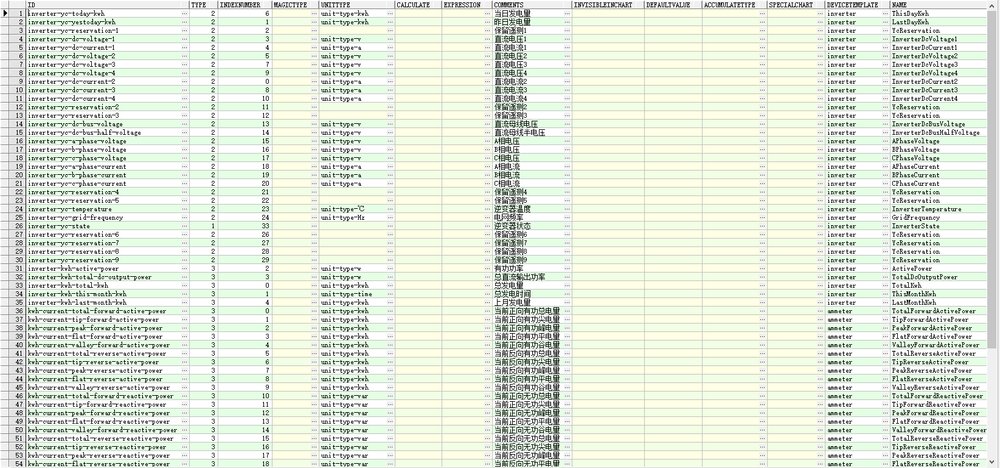 ID TYPE INDEXNUMBER MAGICTYPE UNITTYPE CALCULATE EXPRESSION COMMENTS INVISIBLEINCHART DEFAULTVALUE ACCUMULATETYPE SPECIALCHART DEVICETEMPLATE NAME
1 inverter-yc-today-kwh ... 2 6 ... unit-type-kwh ... ... ... 当日发电量 ... ... ... inverter ... ThisDayKwh
2 inverter-yc-yestoday-kwh ... 2 1 ... unit-type-kwh ... ... ... 昨日发电量 ... ... ... inverter ... LastDayKwh
3 inverter-yc-reservation-1 ... 2 2 ... ... ... ... 保留遥测1 ... ... ... inverter ... YcReservation
4 inverter-yc-dc-voltage-1 ... 2 3 ... unit-type-v ... ... ... 直流电压1 ... ... ... inverter ... InverterDcVoltage1
5 inverter-yc-dc-current-1 ... 2 4 ... unit-type-a ... ... ... 直流电流1 ... ... ... inverter ... InverterDcCurrent1
6 inverter-yc-dc-voltage-2 ... 2 5 ... unit-type-v ... ... ... 直流电压2 ... ... ... inverter ... InverterDcVoltage2
7 inverter-yc-dc-voltage-3 ... 2 7 ... unit-type-v ... ... ... 直流电压3 ... ... ... inverter ... InverterDcVoltage3
8 inverter-yc-dc-voltage-4 ... 2 9 ... unit-type-v ... ... ... 直流电压4 ... ... ... inverter ... InverterDcVoltage4
9 inverter-yc-dc-current-2 ... 2 0 ... unit-type-a ... ... ... 直流电流2 ... ... ... inverter ... InverterDcCurrent2
10 inverter-yc-dc-current-3 ... 2 8 ... unit-type-a ... ... ... 直流电流3 ... ... ... inverter ... InverterDcCurrent3
11 inverter-yc-dc-current-4 ... 2 10 ... unit-type-a ... ... ... 直流电流4 ... ... ... inverter ... InverterDcCurrent4
12 inverter-yc-reservation-2 ... 2 11 ... ... ... ... 保留遥测2 ... ... ... inverter ... YcReservation
13 inverter-yc-reservation-3 ... 2 12 ... ... ... ... 保留遥测3 ... ... ... inverter ... YcReservation
14 inverter-yc-dc-bus-voltage ... 2 13 ... unit-type-v ... ... ... 直流母线电压 ... ... ... inverter ... InverterDcBusVoltage
15 inverter-yc-dc-bus-half-voltage ... 2 14 ... unit-type-v ... ... ... 直流母线半电压 ... ... ... inverter ... InverterDcBusHalfVoltage
16 inverter-yc-a-phase-voltage ... 2 15 ... unit-type-v ... ... ... A相电压 ... ... ... inverter ... APhaseVoltage
17 inverter-yc-b-phase-voltage ... 2 16 ... unit-type-v ... ... ... B相电压 ... ... ... inverter ... BPhaseVoltage
18 inverter-yc-c-phase-voltage ... 2 17 ... unit-type-v ... ... ... C相电压 ... ... ... inverter ... CPhaseVoltage
19 inverter-yc-a-phase-current ... 2 18 ... unit-type-a ... ... ... A相电流 ... ... ... inverter ... APhaseCurrent
20 inverter-yc-b-phase-current ... 2 19 ... unit-type-a ... ... ... B相电流 ... ... ... inverter ... BPhaseCurrent
21 inverter-yc-c-phase-current ... 2 20 ... unit-type-a ... ... ... C相电流 ... ... ... inverter ... CPhaseCurrent
22 inverter-yc-reservation-4 ... 2 21 ... ... ... ... 保留遥测4 ... ... ... inverter ... YcReservation
23 inverter-yc-reservation-5 ... 2 22 ... ... ... ... 保留遥测5 ... ... ... inverter ... YcReservation
24 inverter-yc-temperature ... 2 23 ... unit-type-℃ ... ... ... 逆变器温度 ... ... ... inverter ... InverterTemperature
25 inverter-yc-grid-frequency ... 2 24 ... unit-type-Hz ... ... ... 电网频率 ... ... ... inverter ... GridFrequency
26 inverter-yc-state ... 1 33 ... ... ... ... 逆变器状态 ... ... ... inverter ... InverterState
27 inverter-yc-reservation-6 ... 2 26 ... ... ... ... 保留遥测6 ... ... ... inverter ... YcReservation
28 inverter-yc-reservation-7 ... 2 27 ... ... ... ... 保留遥测7 ... ... ... inverter ... YcReservation
29 inverter-yc-reservation-8 ... 2 28 ... ... ... ... 保留遥测8 ... ... ... inverter ... YcReservation
30 inverter-yc-reservation-9 ... 2 29 ... ... ... ... 保留遥测9 ... ... ... inverter ... YcReservation
31 inverter-kwh-active-power ... 3 2 ... unit-type-w ... ... ... 有功功率 ... ... ... inverter ... ActivePower
32 inverter-kwh-total-dc-output-power ... 3 3 ... unit-type-w ... ... ... 总直流输出功率 ... ... ... inverter ... TotalDcOutputPower
33 inverter-kwh-total-kwh ... 3 0 ... unit-type-kwh ... ... ... 总发电量 ... ... ... inverter ... TotalKwh
34 inverter-kwh-this-month-kwh ... 3 1 ... unit-type-time ... ... ... 总发电时间 ... ... ... inverter ... ThisMonthKwh
35 inverter-kwh-last-month-kwh ... 3 4 ... unit-type-kwh ... ... ... 上月发电量 ... ... ... inverter ... LastMonthKwh
36 kwh-current-total-forward-active-power ... 3 0 ... unit-type-kwh ... ... ... 当前正向有功总电量 ... ... ... ammeter ... TotalForwardActivePower
37 kwh-current-tip-forward-active-power ... 3 1 ... unit-type-kwh ... ... ... 当前正向有功尖电量 ... ... ... ammeter ... TipForwardActivePower
38 kwh-current-peak-forward-active-power ... 3 2 ... unit-type-kwh ... ... ... 当前正向有功峰电量 ... ... ... ammeter ... PeakForwardActivePower
39 kwh-current-flat-forward-active-power ... 3 3 ... unit-type-kwh ... ... ... 当前正向有功平电量 ... ... ... ammeter ... FlatForwardActivePower
40 kwh-current-valley-forward-active-power ... 3 4 ... unit-type-kwh ... ... ... 当前正向有功谷电量 ... ... ... ammeter ... ValleyForwardActivePower
41 kwh-current-total-reverse-active-power ... 3 5 ... unit-type-kwh ... ... ... 当前反向有功总电量 ... ... ... ammeter ... TotalReverseActivePower
42 kwh-current-tip-reverse-active-power ... 3 6 ... unit-type-kwh ... ... ... 当前反向有功尖电量 ... ... ... ammeter ... TipReverseActivePower
43 kwh-current-peak-reverse-active-power ... 3 7 ... unit-type-kwh ... ... ... 当前反向有功峰电量 ... ... ... ammeter ... PeakReverseActivePower
44 kwh-current-flat-reverse-active-power ... 3 8 ... unit-type-kwh ... ... ... 当前反向有功平电量 ... ... ... ammeter ... FlatReverseActivePower
45 kwh-current-valley-reverse-active-power ... 3 9 ... unit-type-kwh ... ... ... 当前反向有功谷电量 ... ... ... ammeter ... ValleyReverseActivePower
46 kwh-current-total-forward-reactive-power ... 3 10 ... unit-type-var ... ... ... 当前正向无功总电量 ... ... ... ammeter ... TotalForwardReactivePower
47 kwh-current-tip-forward-reactive-power ... 3 11 ... unit-type-var ... ... ... 当前正向无功尖电量 ... ... ... ammeter ... TipForwardReactivePower
48 kwh-current-peak-forward-reactive-power ... 3 12 ... unit-type-var ... ... ... 当前正向无功峰电量 ... ... ... ammeter ... PeakForwardReactivePower
49 kwh-current-flat-forward-reactive-power ... 3 13 ... unit-type-var ... ... ... 当前正向无功平电量 ... ... ... ammeter ... FlatForwardReactivePower
50 kwh-current-valley-forward-reactive-power ... 3 14 ... unit-type-var ... ... ... 当前正向无功谷电量 ... ... ... ammeter ... ValleyForwardReactivePower
51 kwh-current-total-reverse-reactive-power ... 3 15 ... unit-type-var ... ... ... 当前反向无功总电量 ... ... ... ammeter ... TotalReverseReactivePower
52 kwh-current-tip-reverse-reactive-power ... 3 16 ... unit-type-var ... ... ... 当前反向无功尖电量 ... ... ... ammeter ... TipReverseReactivePower
53 kwh-current-peak-reverse-reactive-power ... 3 17 ... unit-type-var ... ... ... 当前反向无功峰电量 ... ... ... ammeter ... PeakReverseReactivePower
54 kwh-current-flat-reverse-reactive-power ... 3 18 ... unit-type-var ... ... ... 当前反向无功平电量 ... ... ... ammeter ... FlatReverseReactivePower